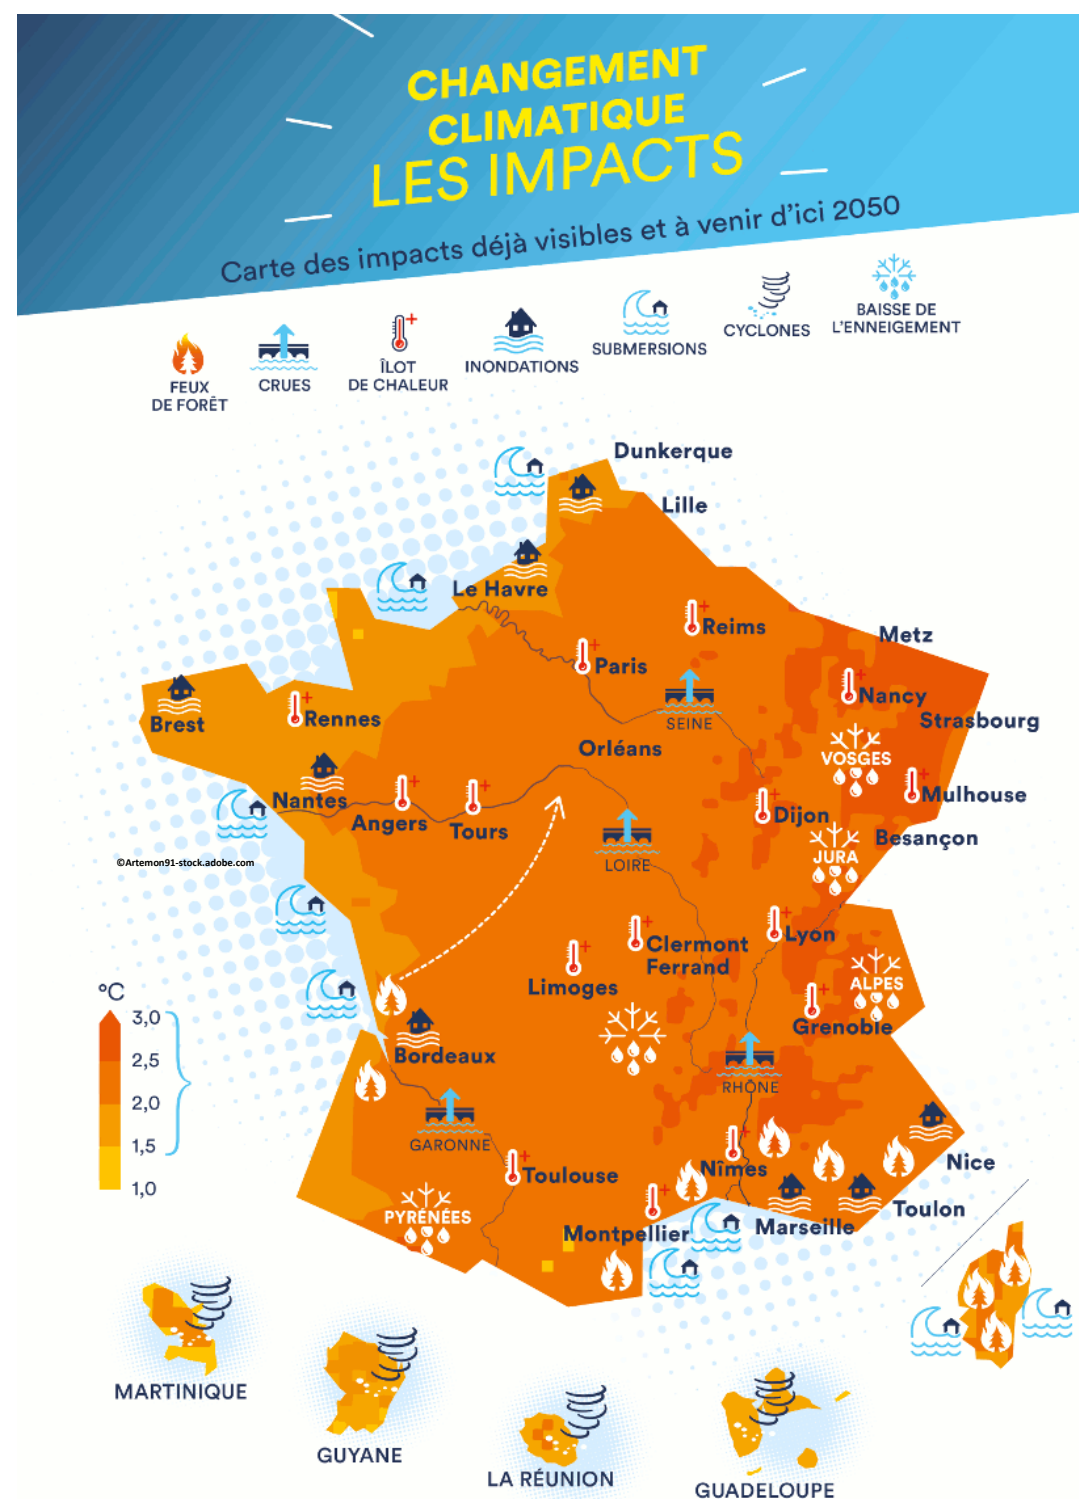 CHANGEMENT
CLIMATIQUE
LES IMPACTS
Carte des impacts déjà visibles et à venir d'ici 2050
FEUX
DE FORÊT
CRUES
ÎLOT
DE CHALEUR
INONDATIONS
SUBMERSIONS
CYCLONES
BAISSE DE
L'ENNEIGEMENT
Dunkerque
Lille
Le Havre
Reims
Metz
Paris
Nancy
Brest
Rennes
SEINE
Strasbourg
Orléans
VOSGES
Nantes
Mulhouse
Angers
Tours
Dijon
Besançon
©Artemon91-stock.adobe.com
LOIRE
JURA
Lyon
Clermont
Ferrand
Limoges
ALPES
°C
3,0
2,5
2,0
1,5
1,0
Grenoble
Bordeaux
RHÔNE
GARONNE
Toulouse
Nîmes
Nice
PYRÉNÉES
Toulon
Montpellier
Marseille
MARTINIQUE
GUYANE
LA RÉUNION
GUADELOUPE